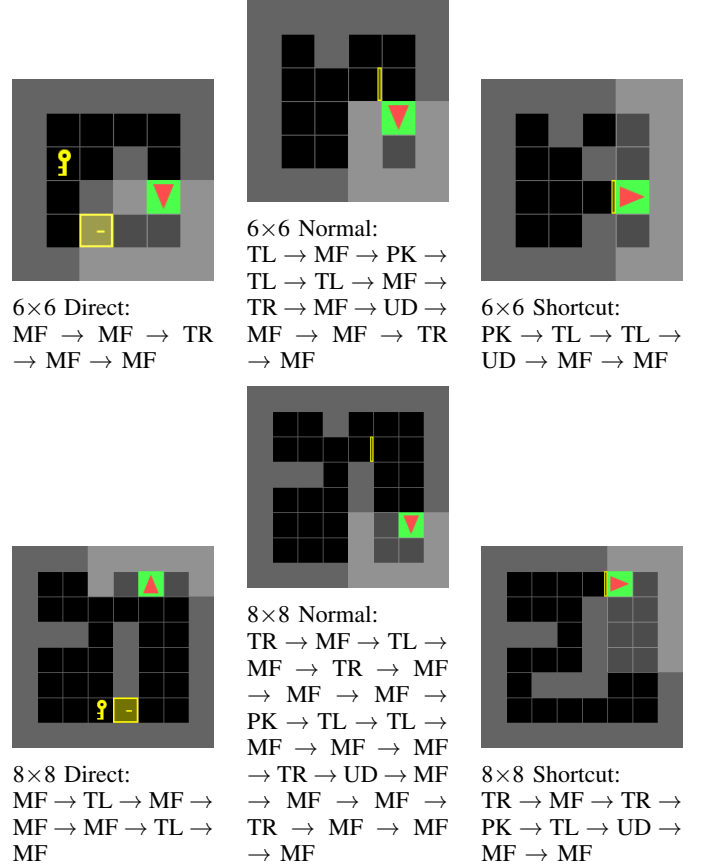 6×6 Direct:
MF → MF → TR
→ MF → MF
6×6 Normal:
TL → MF → PK →
TL → TL → MF →
TR → MF → UD →
MF → MF → TR
→ MF
6×6 Shortcut:
PK → TL → TL →
UD → MF → MF
8×8 Direct:
MF → TL → MF →
MF → MF → TL →
MF
8×8 Normal:
TR → MF → TL →
MF → TR → MF
→ MF → MF →
PK → TL → TL →
MF → MF → MF
→ TR → UD → MF
→ MF → MF →
TR → MF → MF
→ MF
8×8 Shortcut:
TR → MF → TR →
PK → TL → UD →
MF → MF